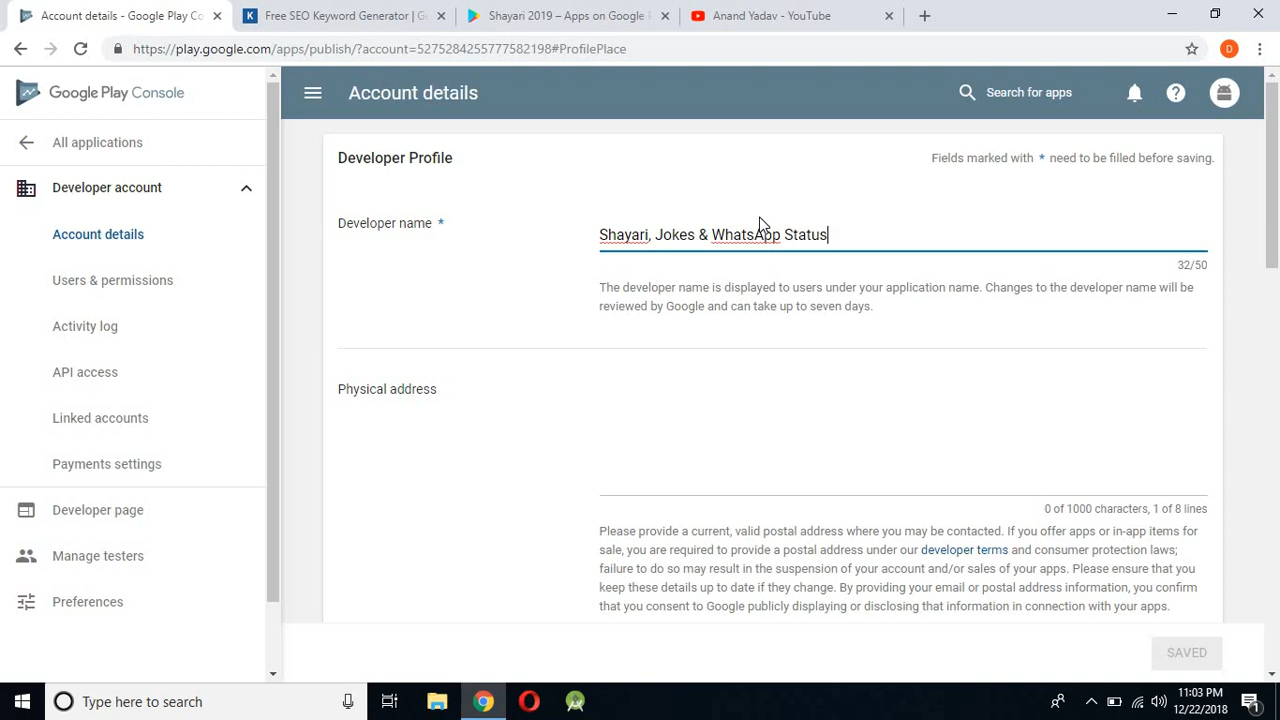 Account details - Google Play Co
Free SEO Keyword Generator | Go
Shayari 2019 – Apps on Google P
Anand Yadav - YouTube
https://play.google.com/apps/publish/?account=5275284255777582198#ProfilePlace
D
Google Play Console
Account details
Search for apps
All applications
Developer account
Account details
Users & permissions
Activity log
API access
Linked accounts
Payments settings
Developer page
Manage testers
Preferences
Developer Profile
Fields marked with * need to be filled before saving.
Developer name *
Shayari, Jokes & WhatsApp Status
32/50
The developer name is displayed to users under your application name. Changes to the developer name will be
reviewed by Google and can take up to seven days.
Physical address
0 of 1000 characters, 1 of 8 lines
Please provide a current, valid postal address where you may be contacted. If you offer apps or in-app items for
sale, you are required to provide a postal address under our developer terms and consumer protection laws;
failure to do so may result in the suspension of your account and/or sales of your apps. Please ensure that you
keep these details up to date if they change. By providing your email or postal address information, you confirm
that you consent to Google publicly displaying or disclosing that information in connection with your apps.
SAVED
Type here to search
11:03 PM
12/22/2018
1